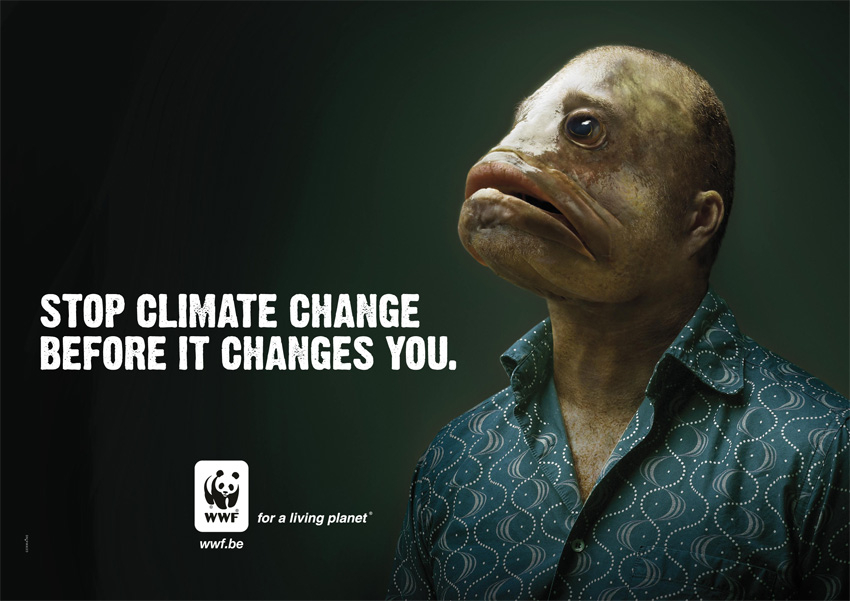 STOP CLIMATE CHANGE
BEFORE IT CHANGES YOU.
WWF
for a living planet®
wwf.be